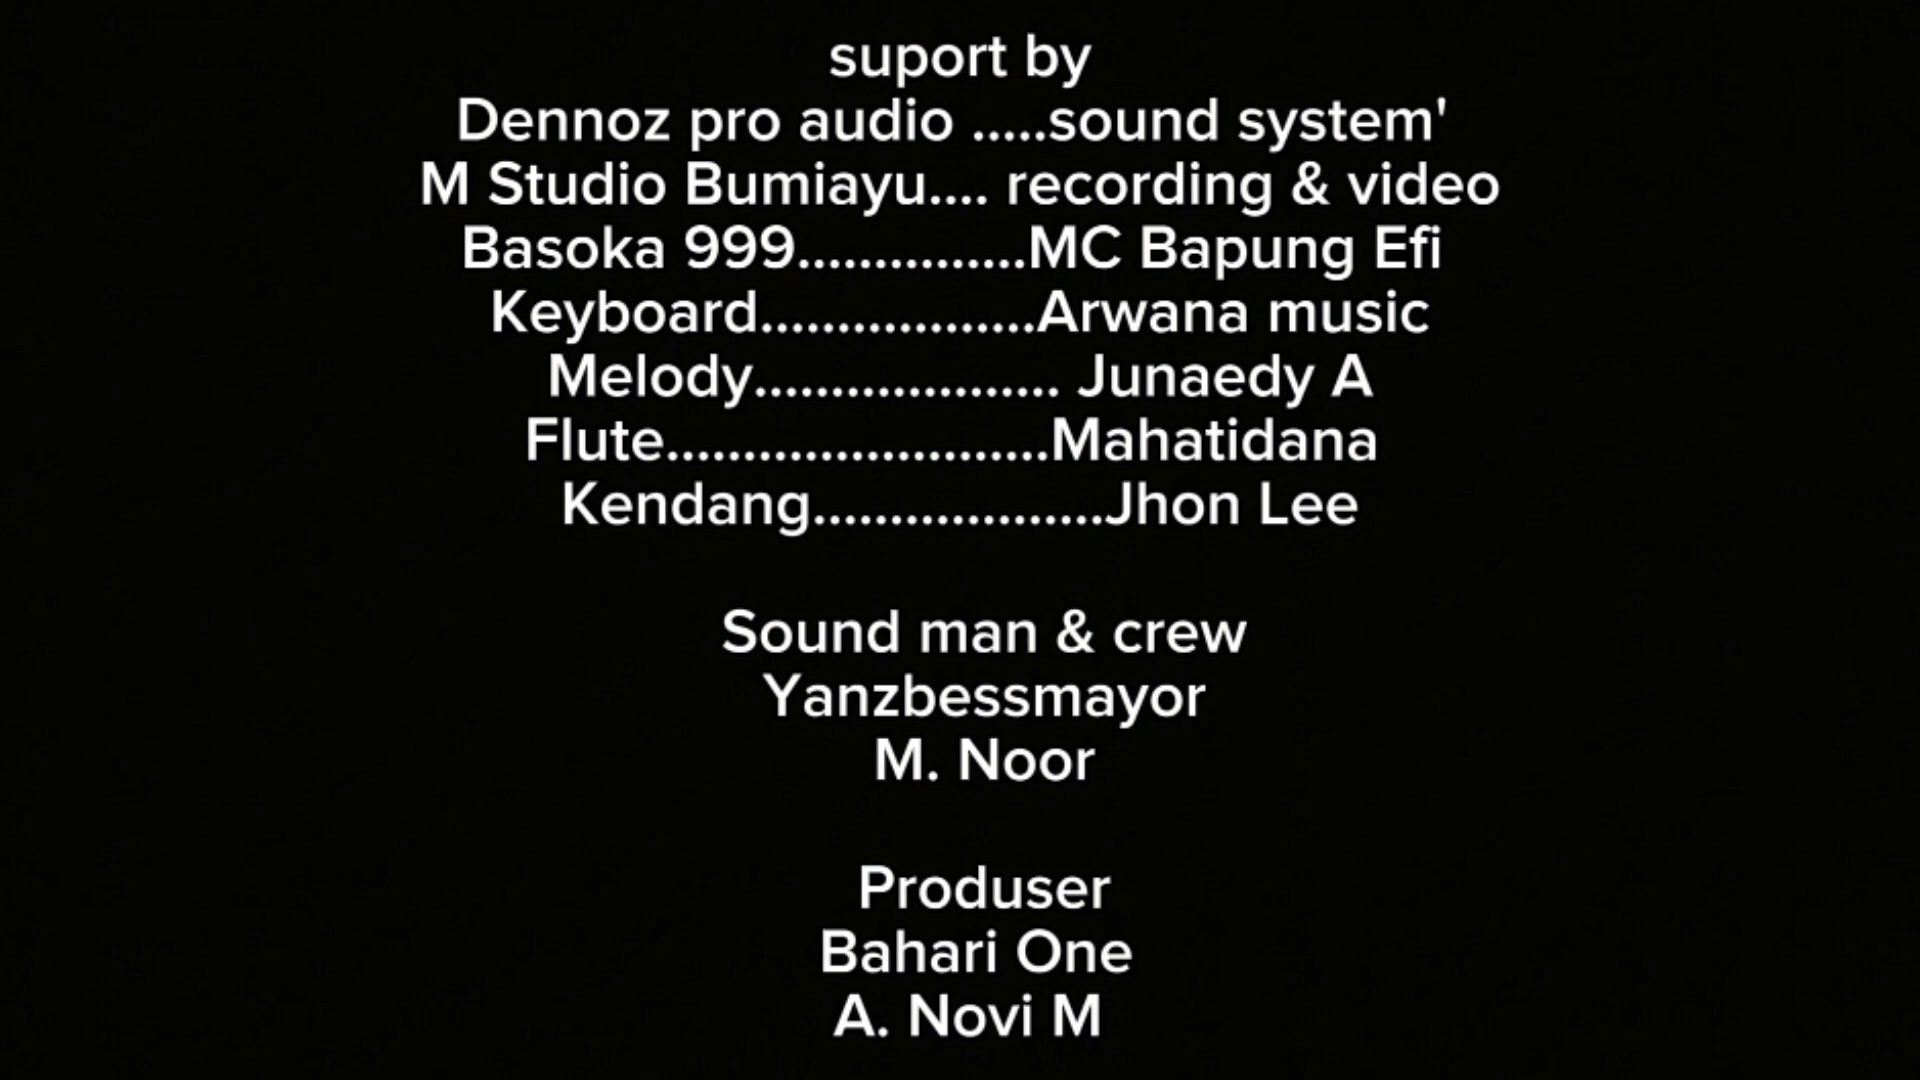 suport by
Dennoz pro audio .....sound system'
M Studio Bumiayu.... recording & video
Basoka 999...............MC Bapung Efi
Keyboard..................Arwana music
Melody.................... Junaedy A
Flute.........................Mahatidana
Kendang...................Jhon Lee
Sound man & crew
Yanzbessmayor
M. Noor
Produser
Bahari One
A. Novi M